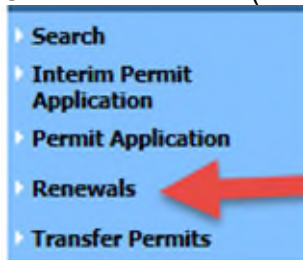 Search
Interim Permit
Application
Permit Application
Renewals
Transfer Permits